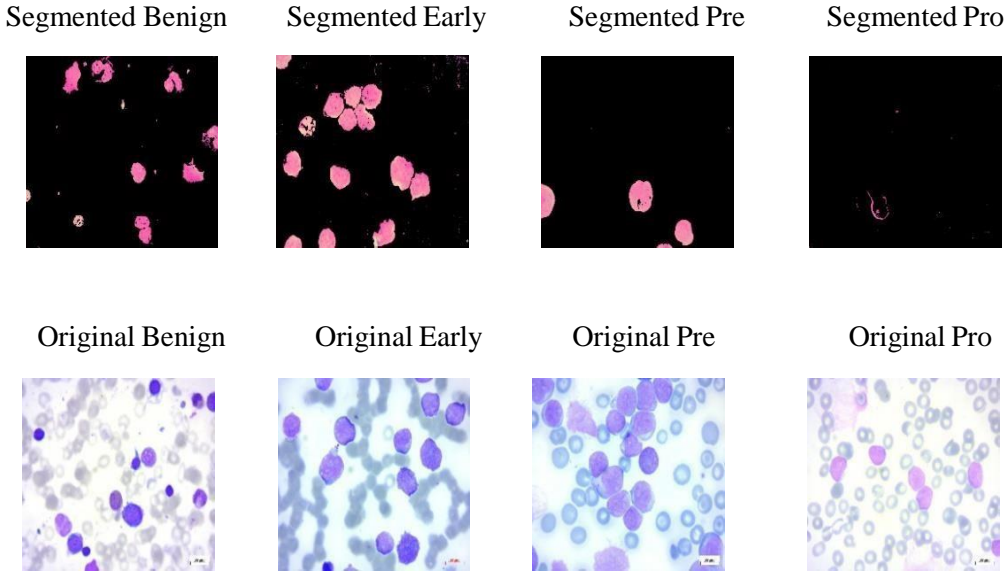 Segmented Benign
Segmented Early
Segmented Pre
Segmented Pro
Original Benign
Original Early
Original Pre
Original Pro